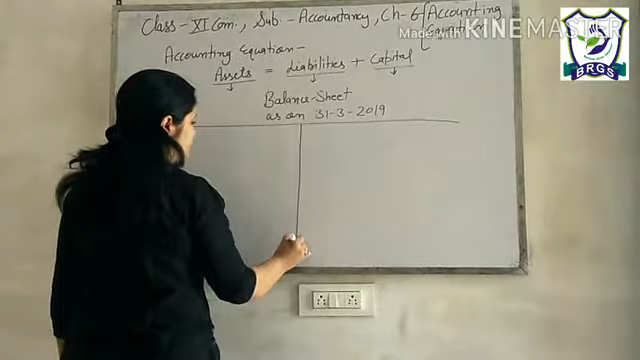 Class - XI Com., Sub. - Accountancy, Ch-6 { Accounting
Made with KINEMASTER
Accounting Equation -
Assets = Liabilities + Capital
Balance-Sheet
as on 31-3-2019
BRGS